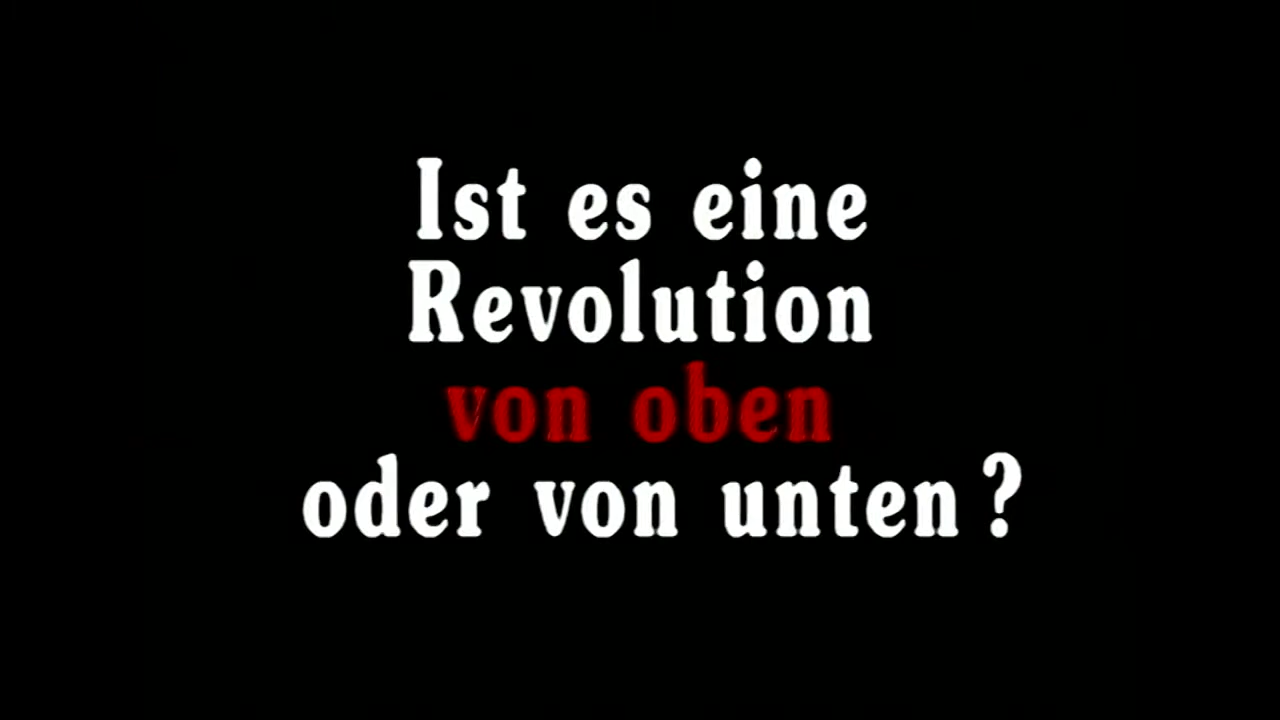 Ist es eine
Revolution
von oben
oder von unten ?